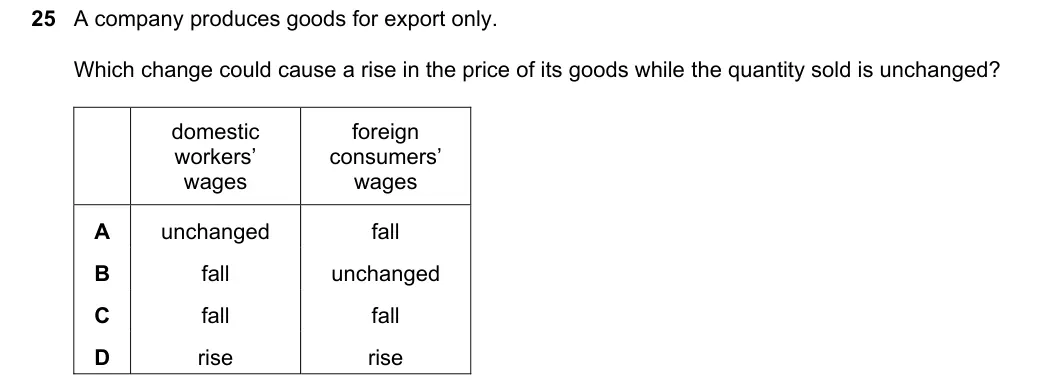 25 A company produces goods for export only.
Which change could cause a rise in the price of its goods while the quantity sold is unchanged?
domestic workers’ wages foreign consumers’ wages
A unchanged fall
B fall unchanged
C fall fall
D rise rise